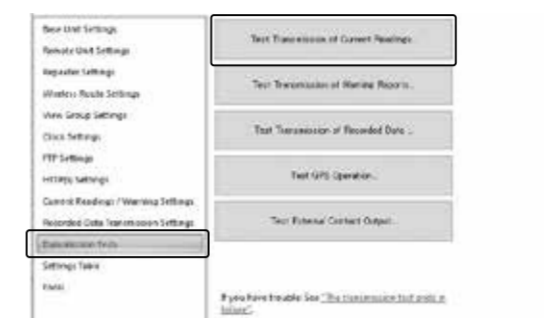 Base Unit Settings
Remote Unit Settings
Repeater Settings
Wireless Route Settings
View Group Settings
Clock Settings
FTP Settings
HTTP(S) Settings
Current Readings / Warning Settings
Recorded Data Transmission Settings
Transmission Tests
Settings Table
Test Transmission of Current Readings...
Test Transmission of Warning Reports...
Test Transmission of Recorded Data ...
Test GPS Operation...
Test External Contact Output...
If you have trouble: See "The transmission test ends in
failure".